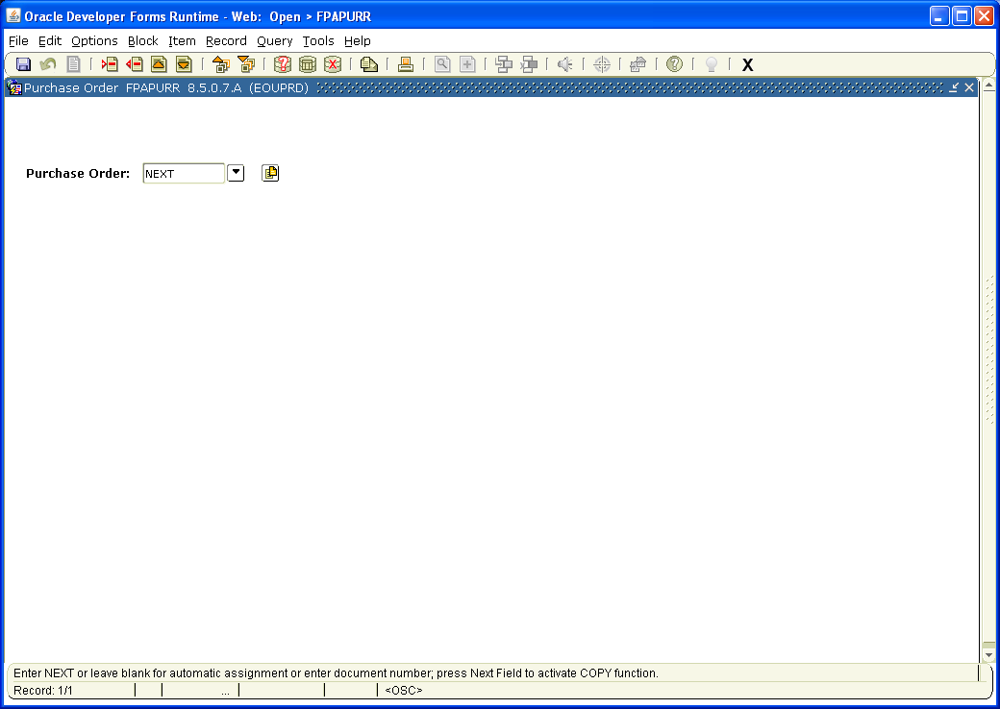 Oracle Developer Forms Runtime - Web: Open > FPAPURR
File Edit Options Block Item Record Query Tools Help
X
Purchase Order FPAPURR 8.5.0.7.A (EOUPRD)
Purchase Order: NEXT
Enter NEXT or leave blank for automatic assignment or enter document number; press Next Field to activate COPY function.
Record: 1/1 ... <OSC>